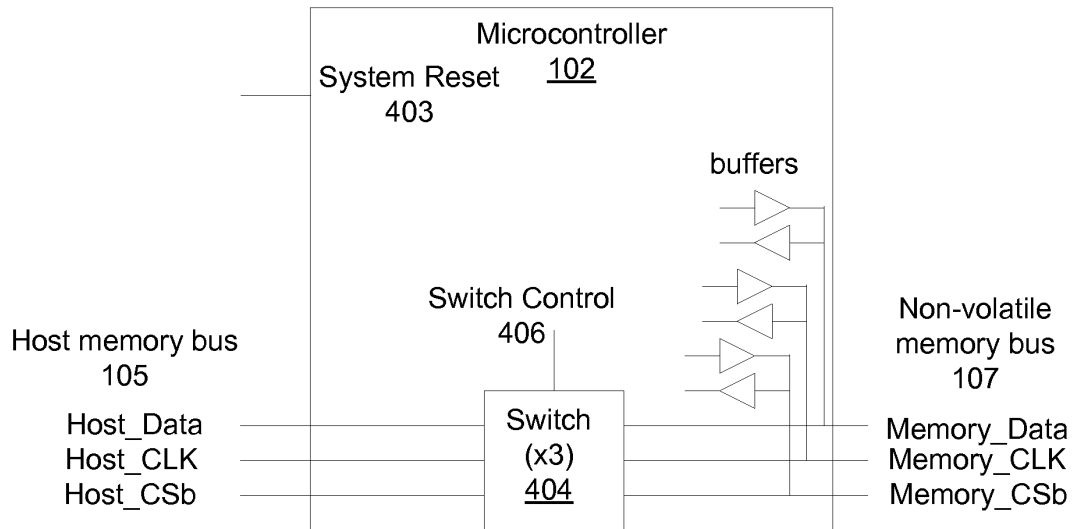 Microcontroller
102
System Reset
403
buffers
Switch Control
406
Host memory bus
105
Non-volatile
memory bus
107
Host_Data
Host_CLK
Host_CSb
Switch
(x3)
404
Memory_Data
Memory_CLK
Memory_CSb